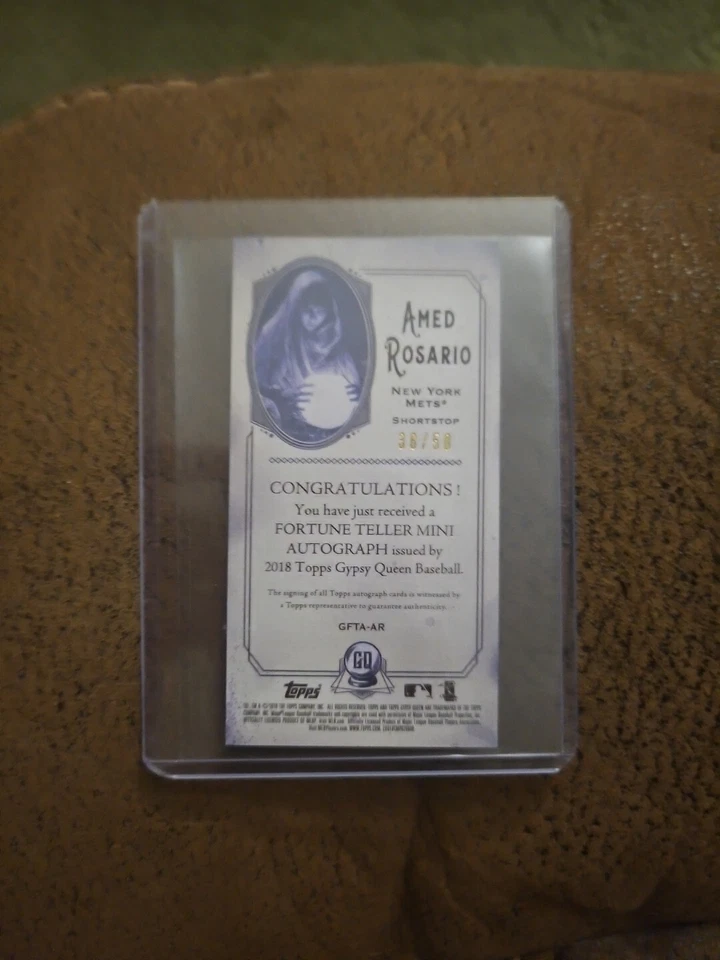 AMED
ROSARIO
NEW YORK
METS®
SHORTSTOP
38/50
CONGRATULATIONS!
You have just received a
FORTUNE TELLER MINI
AUTOGRAPH issued by
2018 Topps Gypsy Queen Baseball.
The signing of all Topps autograph cards is witnessed by
a Topps representative to guarantee authenticity.
GFTA-AR
GQ
Topps